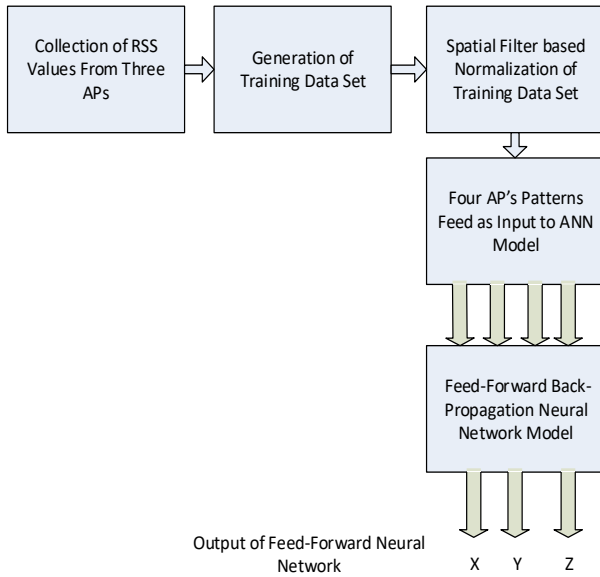 Collection of RSS
Values From Three
APs
Generation of
Training Data Set
Spatial Filter based
Normalization of
Training Data Set
Four AP's Patterns
Feed as Input to ANN
Model
Feed-Forward Back-
Propagation Neural
Network Model
Output of Feed-Forward Neural
Network
X Y Z